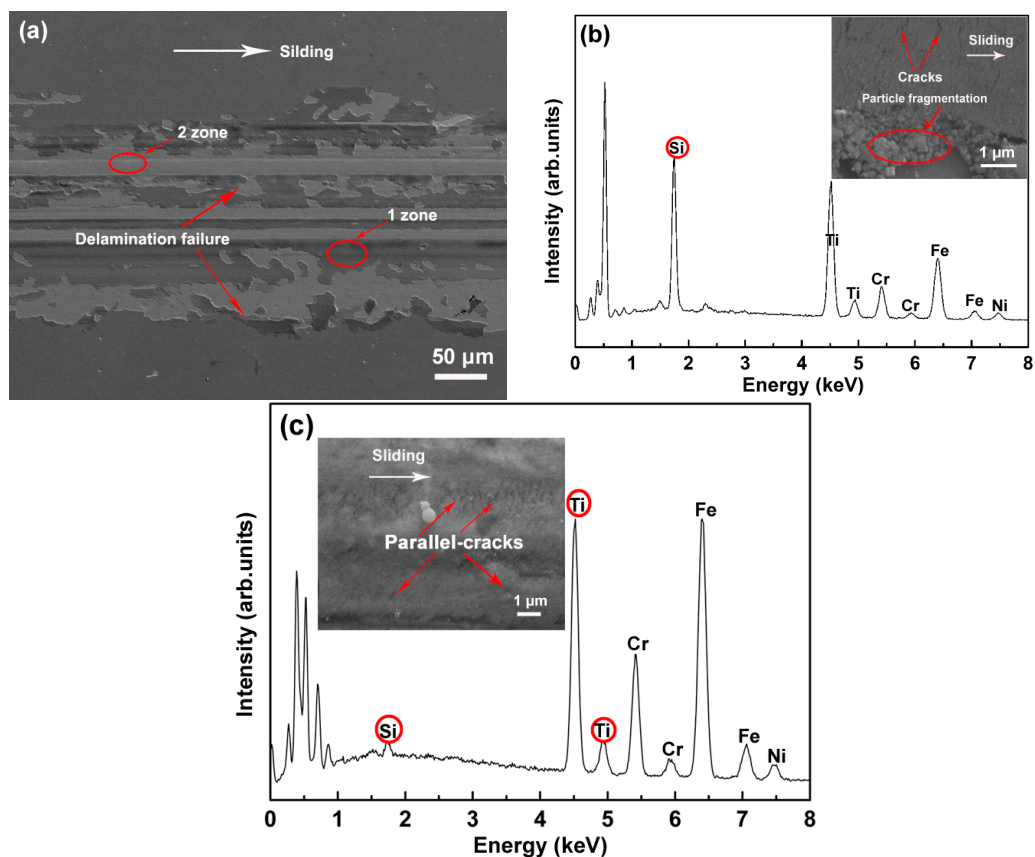 (a)
Silding
2 zone
1 zone
Delamination failure
50 μm
(b)
Intensity (arb.units)
Si
Ti
Ti
Cr
Cr
Fe
Fe
Ni
Sliding
Cracks
Particle fragmentation
1 μm
0 1 2 3 4 5 6 7 8
Energy (keV)
(c)
Intensity (arb.units)
Sliding
Parallel-cracks
1 μm
Si
Ti
Ti
Cr
Cr
Fe
Fe
Ni
0 1 2 3 4 5 6 7 8
Energy (keV)